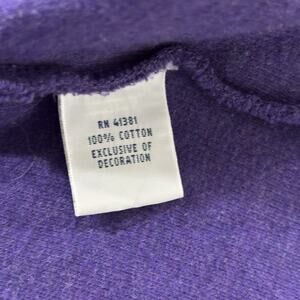 RN 41381
100% COTTON
EXCLUSIVE OF
DECORATION